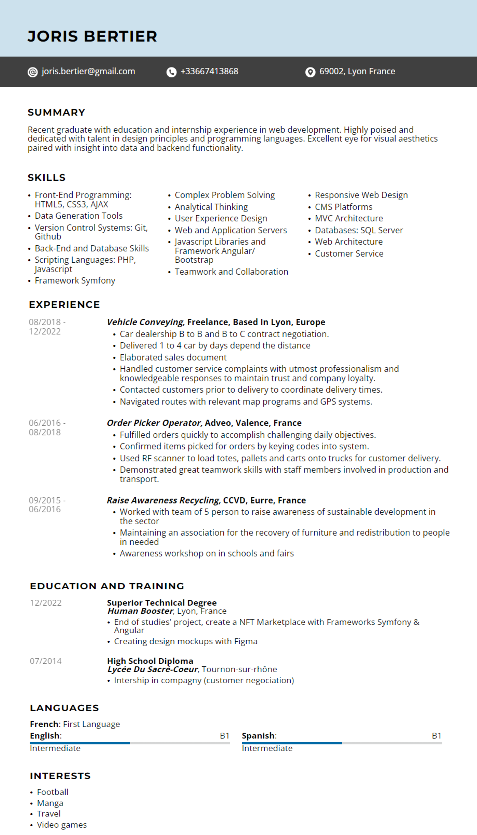 JORIS BERTIER
joris.bertier@gmail.com +33667413868 69002, Lyon France
SUMMARY
Recent graduate with education and internship experience in web development. Highly poised and
dedicated with talent in design principles and programming languages. Excellent eye for visual aesthetics
paired with insight into data and backend functionality.
SKILLS
• Front-End Programming:
HTML5, CSS3, AJAX
• Data Generation Tools
• Version Control Systems: Git,
Github
• Back-End and Database Skills
• Scripting Languages: PHP,
Javascript
• Framework Symfony
• Complex Problem Solving
• Analytical Thinking
• User Experience Design
• Web and Application Servers
• Javascript Libraries and
Framework Angular/
Bootstrap
• Teamwork and Collaboration
• Responsive Web Design
• CMS Platforms
• MVC Architecture
• Databases: SQL Server
• Web Architecture
• Customer Service
EXPERIENCE
08/2018 -
12/2022
Vehicle Conveying, Freelance, Based In Lyon, Europe
• Car dealership B to B and B to C contract negotiation.
• Delivered 1 to 4 car by days depend the distance
• Elaborated sales document
• Handled customer service complaints with utmost professionalism and
knowledgeable responses to maintain trust and company loyalty.
• Contacted customers prior to delivery to coordinate delivery times.
• Navigated routes with relevant map programs and GPS systems.
06/2016 -
08/2018
Order Picker Operator, Adveo, Valence, France
• Fulfilled orders quickly to accomplish challenging daily objectives.
• Confirmed items picked for orders by keying codes into system.
• Used RF scanner to load totes, pallets and carts onto trucks for customer delivery.
• Demonstrated great teamwork skills with staff members involved in production and
transport.
09/2015 -
06/2016
Raise Awareness Recycling, CCVD, Eurre, France
• Worked with team of 5 person to raise awareness of sustainable development in
the sector
• Maintaining an association for the recovery of furniture and redistribution to people
in needed
• Awareness workshop on in schools and fairs
EDUCATION AND TRAINING
12/2022
Superior Technical Degree
Human Booster, Lyon, France
• End of studies' project, create a NFT Marketplace with Frameworks Symfony &
Angular
• Creating design mockups with Figma
07/2014
High School Diploma
Lycée Du Sacré-Coeur, Tournon-sur-rhône
• Intership in compagny (customer negociation)
LANGUAGES
French: First Language
English: B1
Intermediate
Spanish: B1
Intermediate
INTERESTS
• Football
• Manga
• Travel
• Video games